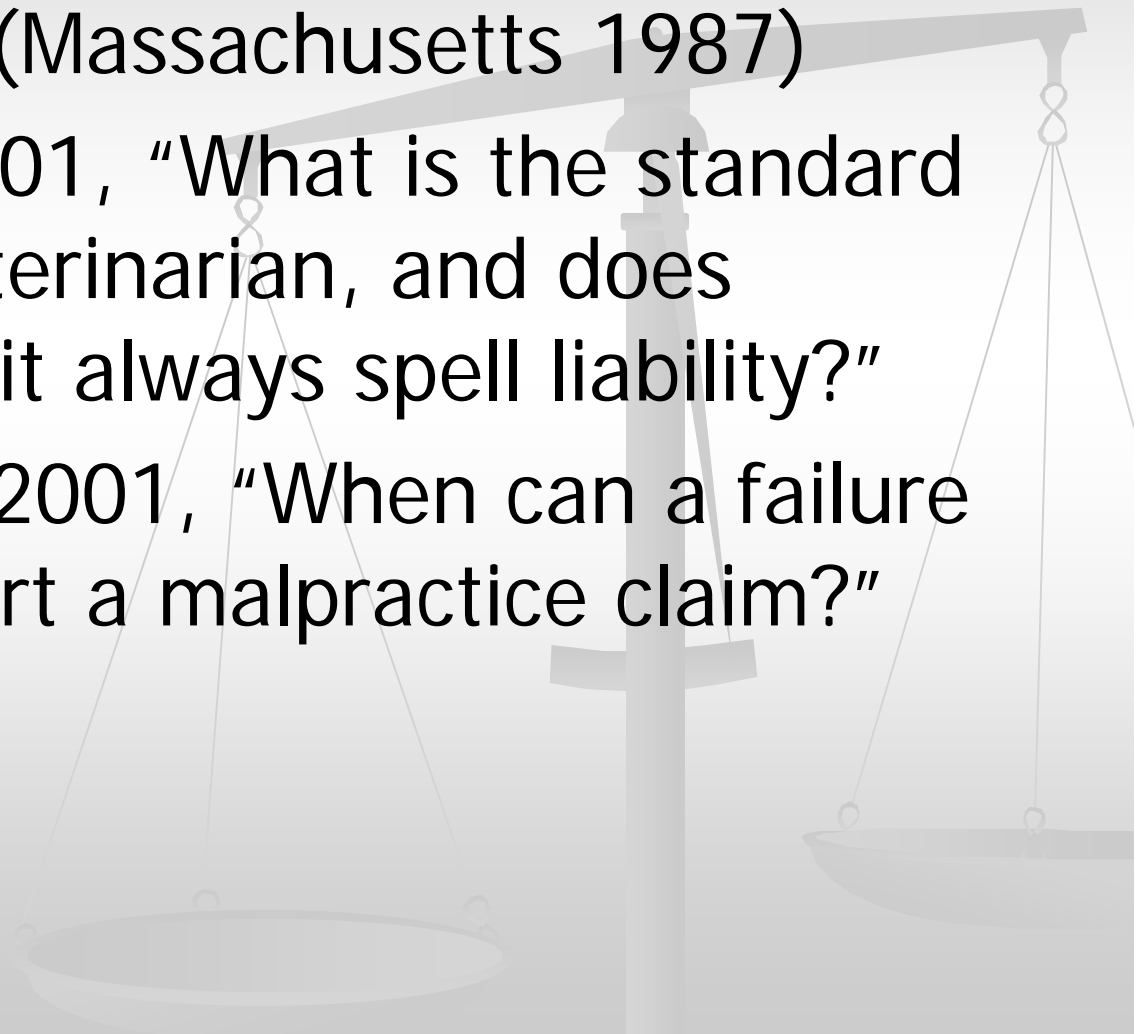 (Massachusetts 1987)
01, “What is the standard
terinarian, and does
it always spell liability?”
2001, “When can a failure
rt a malpractice claim?”